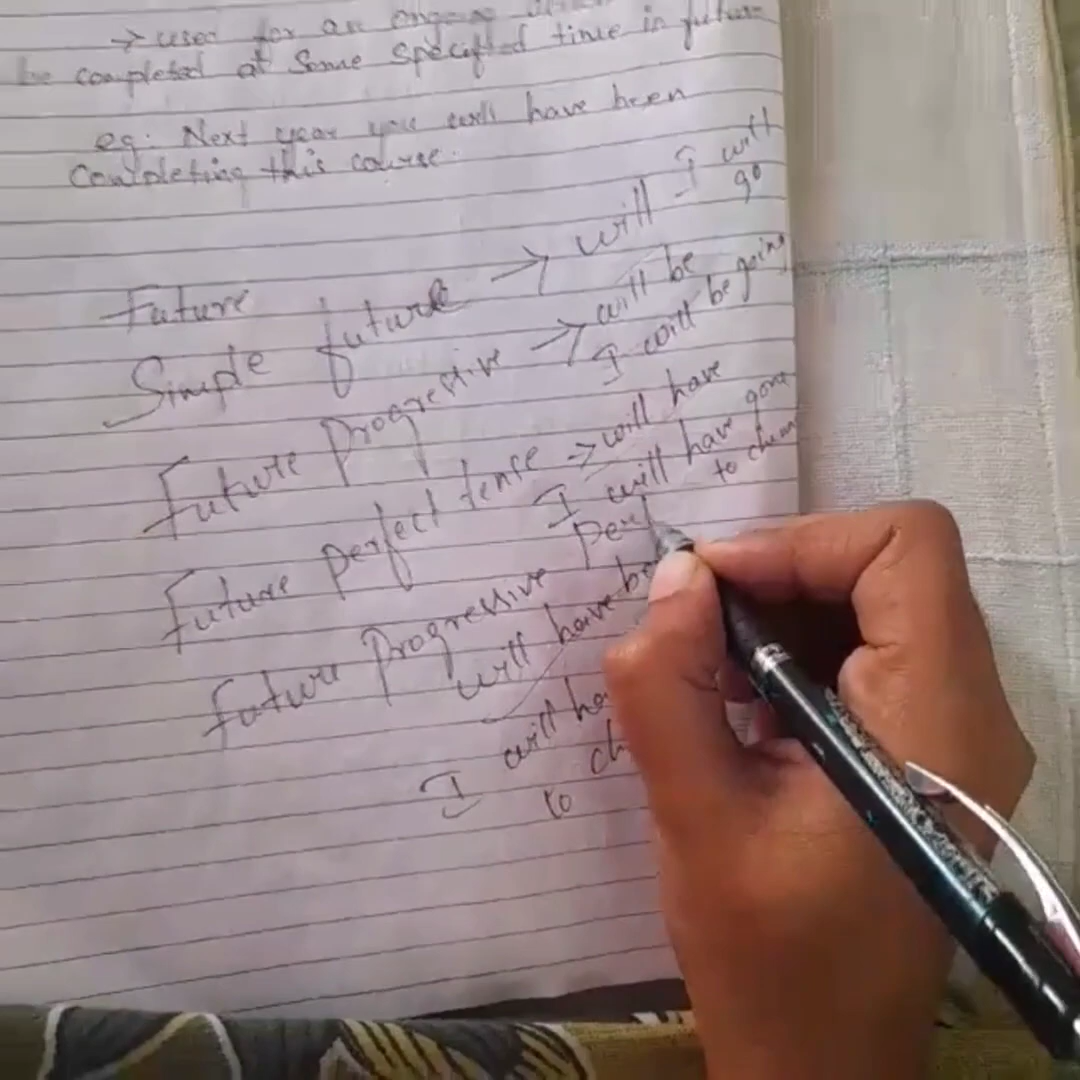 → used for an
be completed at some specified time in future
eg: Next year you will have been
completing this course.
Future
Simple future → will I will
go
Future Progressive → will be
I will be going
Future perfect tense → will have
I will have gone
to
Future Progressive Perf
will have be
I will ha
to